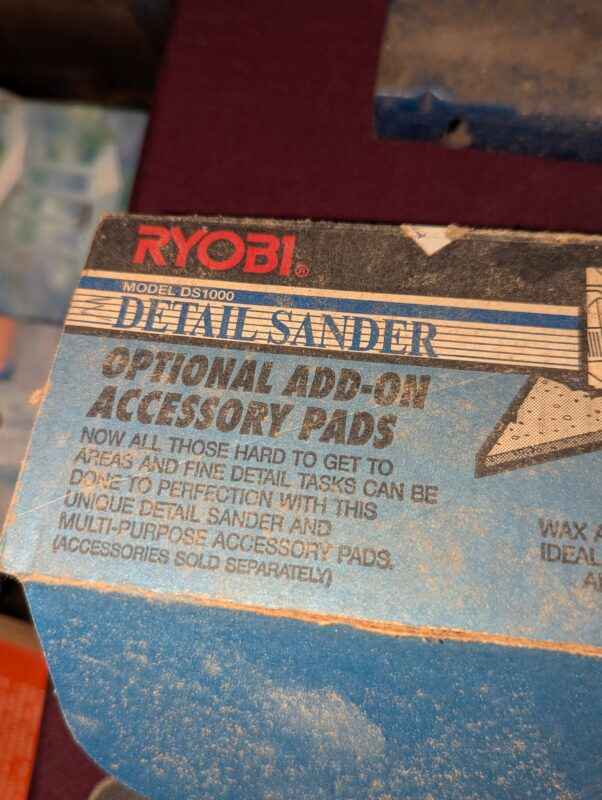 RYOBI®
MODEL DS1000
DETAIL SANDER
OPTIONAL ADD-ON
ACCESSORY PADS
NOW ALL THOSE HARD TO GET TO
AREAS AND FINE DETAIL TASKS CAN BE
DONE TO PERFECTION WITH THIS
UNIQUE DETAIL SANDER AND
MULTI-PURPOSE ACCESSORY PADS.
(ACCESSORIES SOLD SEPARATELY)
WAX
IDEAL